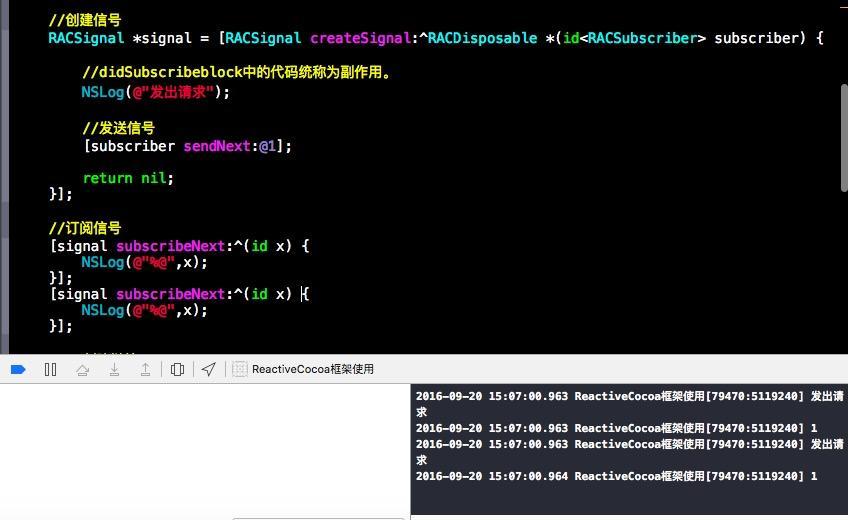 //创建信号
RACSignal *signal = [RACSignal createSignal:^RACDisposable *(id<RACSubscriber> subscriber) {
//didSubscribeblock中的代码统称为副作用。
NSLog(@"发出请求");
//发送信号
[subscriber sendNext:@1];
return nil;
}];
//订阅信号
[signal subscribeNext:^(id x) {
NSLog(@"%@",x);
}];
[signal subscribeNext:^(id x) {
NSLog(@"%@",x);
}];
ReactiveCocoa框架使用
2016-09-20 15:07:00.963 ReactiveCocoa框架使用[79470:5119240] 发出请
求
2016-09-20 15:07:00.963 ReactiveCocoa框架使用[79470:5119240] 1
2016-09-20 15:07:00.963 ReactiveCocoa框架使用[79470:5119240] 发出请
求
2016-09-20 15:07:00.964 ReactiveCocoa框架使用[79470:5119240] 1